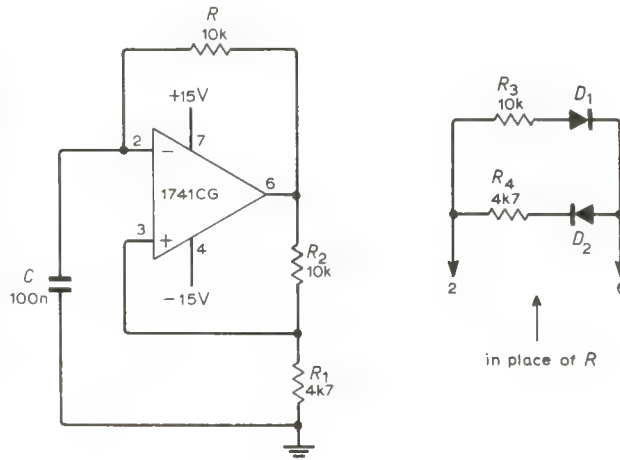 R
10k
+15V
7
2
−
1741CG
6
3
+
4
−15V
C
100n
R2
10k
R1
4k7
R3
10k
D1
R4
4k7
D2
2
6
in place of R